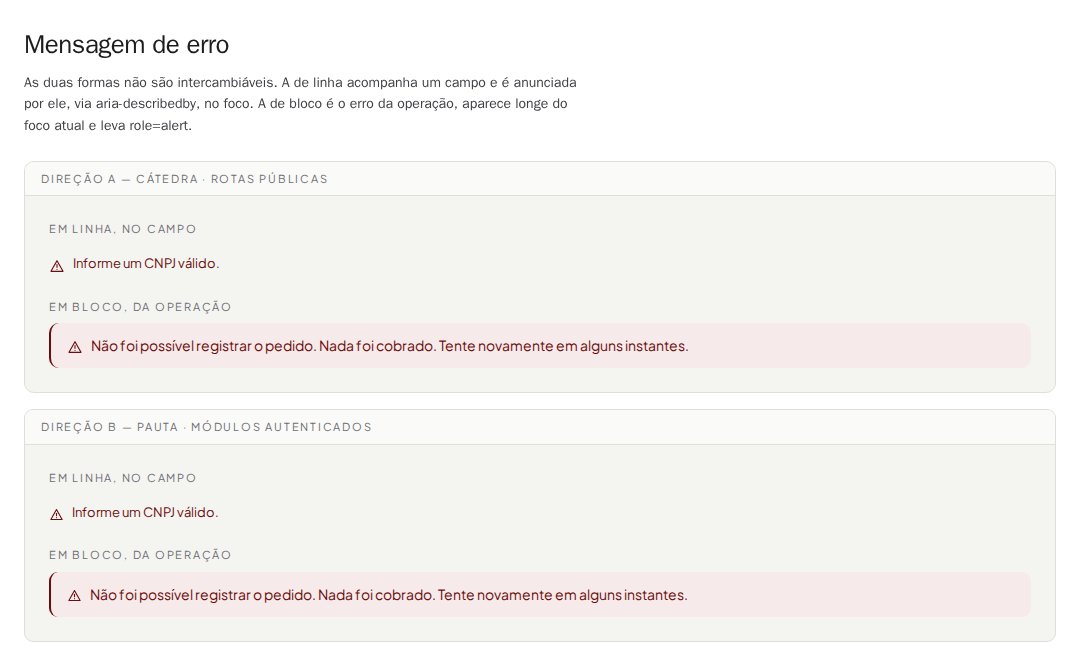 Mensagem de erro
As duas formas não são intercambiáveis. A de linha acompanha um campo e é anunciada
por ele, via aria-describedby, no foco. A de bloco é o erro da operação, aparece longe do
foco atual e leva role=alert.
DIREÇÃO A — CÁTEDRA · ROTAS PÚBLICAS
EM LINHA, NO CAMPO
Informe um CNPJ válido.
EM BLOCO, DA OPERAÇÃO
Não foi possível registrar o pedido. Nada foi cobrado. Tente novamente em alguns instantes.
DIREÇÃO B — PAUTA · MÓDULOS AUTENTICADOS
EM LINHA, NO CAMPO
Informe um CNPJ válido.
EM BLOCO, DA OPERAÇÃO
Não foi possível registrar o pedido. Nada foi cobrado. Tente novamente em alguns instantes.